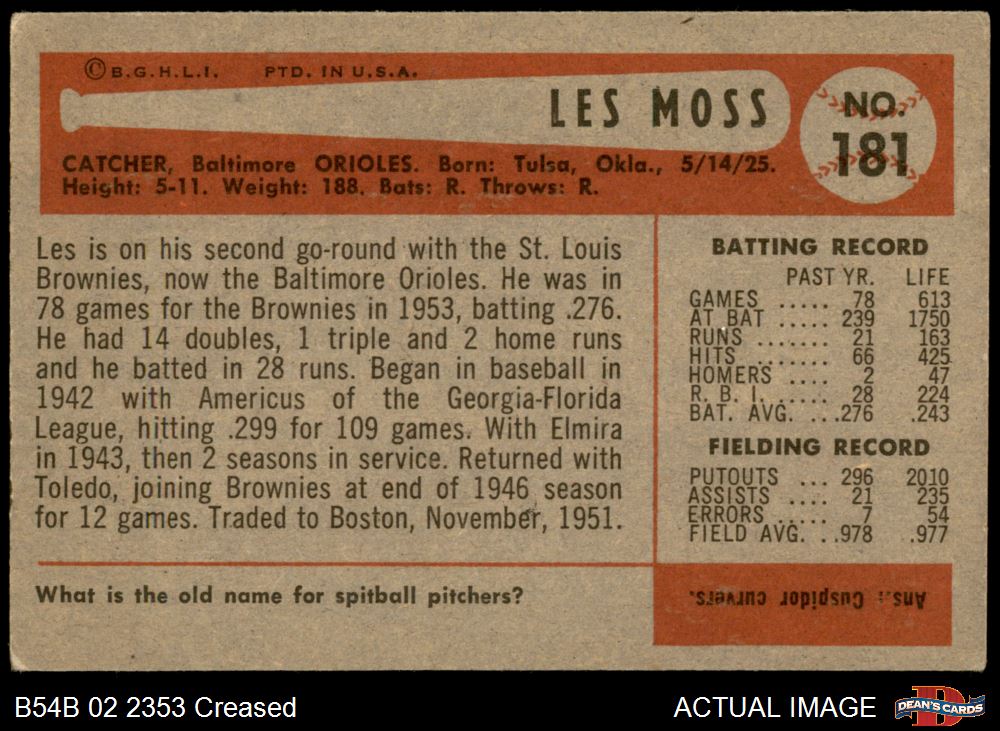 © B.G.H.L.I. PTD. IN U.S.A.
LES MOSS
NO.
181
CATCHER, Baltimore ORIOLES. Born: Tulsa, Okla., 5/14/25.
Height: 5-11. Weight: 188. Bats: R. Throws: R.
Les is on his second go-round with the St. Louis
Brownies, now the Baltimore Orioles. He was in
78 games for the Brownies in 1953, batting .276.
He had 14 doubles, 1 triple and 2 home runs
and he batted in 28 runs. Began in baseball in
1942 with Americus of the Georgia-Florida
League, hitting .299 for 109 games. With Elmira
in 1943, then 2 seasons in service. Returned with
Toledo, joining Brownies at end of 1946 season
for 12 games. Traded to Boston, November, 1951.
BATTING RECORD
PAST YR. LIFE
GAMES ..... 78 613
AT BAT ..... 239 1750
RUNS ....... 21 163
HITS ....... 66 425
HOMERS .... 2 47
R. B. I. ..... 28 224
BAT. AVG. ...276 .243
FIELDING RECORD
PUTOUTS ... 296 2010
ASSISTS .... 21 235
ERRORS ..... 7 54
FIELD AVG. ..978 .977
What is the old name for spitball pitchers?
Ans.: Cuspidor curvers.
B54B 02 2353 Creased
ACTUAL IMAGE
DEAN'S CARDS